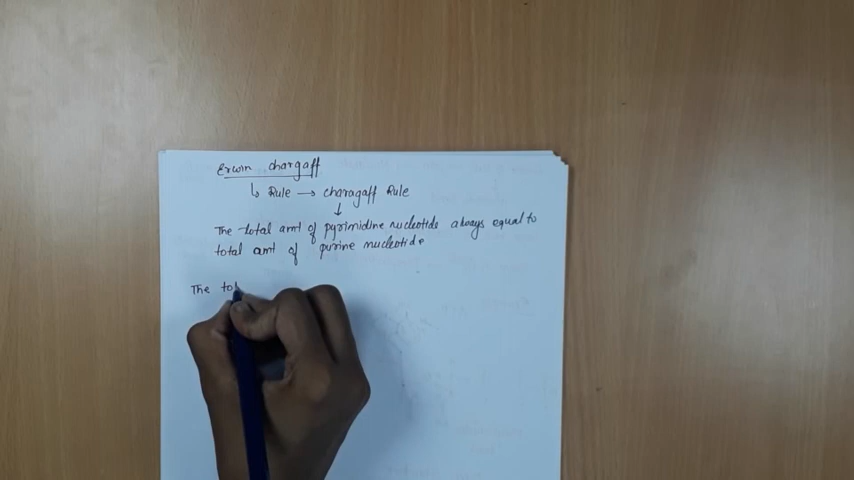 Erwin chargaff
↳ Rule → charagaff Rule
↓
The total amt of pyrimidine nucleotide always equal to
total amt of purine nucleotide
The tot